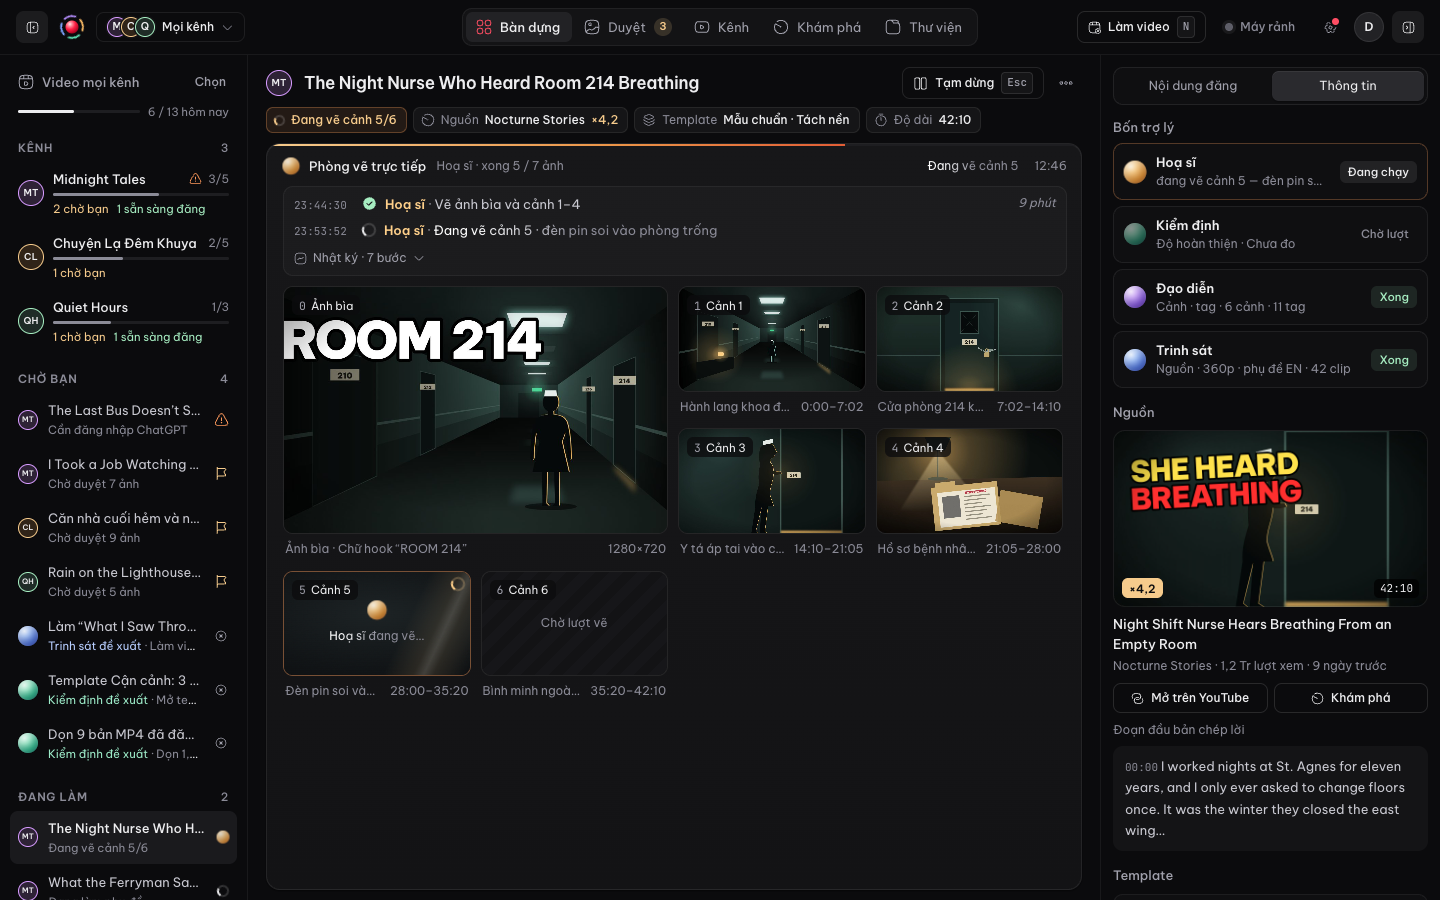 M C Q Mọi kênh
Bàn dựng
Duyệt 3
Kênh
Khám phá
Thư viện
Làm video N
Máy rảnh
D
Video mọi kênh Chọn
6 / 13 hôm nay
KÊNH 3
MT Midnight Tales 3/5
2 chờ bạn 1 sẵn sàng đăng
CL Chuyện Lạ Đêm Khuya 2/5
1 chờ bạn
QH Quiet Hours 1/3
1 chờ bạn 1 sẵn sàng đăng
CHỜ BẠN 4
MT The Last Bus Doesn't S...
Cần đăng nhập ChatGPT
MT I Took a Job Watching ...
Chờ duyệt 7 ảnh
CL Căn nhà cuối hẻm và n...
Chờ duyệt 9 ảnh
QH Rain on the Lighthouse...
Chờ duyệt 5 ảnh
Làm “What I Saw Thro...
Trinh sát đề xuất · Làm vi...
Template Cận cảnh: 3 ...
Kiểm định đề xuất · Mở te...
Dọn 9 bản MP4 đã đă...
Kiểm định đề xuất · Dọn 1,...
ĐANG LÀM 2
MT The Night Nurse Who H...
Đang vẽ cảnh 5/6
MT What the Ferryman Sa...
MT The Night Nurse Who Heard Room 214 Breathing
Tạm dừng Esc
Đang vẽ cảnh 5/6
Nguồn Nocturne Stories ×4,2
Template Mẫu chuẩn · Tách nền
Độ dài 42:10
Phòng vẽ trực tiếp Hoạ sĩ · xong 5 / 7 ảnh
Đang vẽ cảnh 5 12:46
23:44:30 Hoạ sĩ · Vẽ ảnh bìa và cảnh 1–4 9 phút
23:53:52 Hoạ sĩ · Đang vẽ cảnh 5 · đèn pin soi vào phòng trống
Nhật ký · 7 bước
0 Ảnh bìa
ROOM 214
210
214
Ảnh bìa · Chữ hook “ROOM 214” 1280×720
1 Cảnh 1
Hành lang khoa đ... 0:00–7:02
2 Cảnh 2
214
Cửa phòng 214 k... 7:02–14:10
3 Cảnh 3
214
Y tá áp tai vào c... 14:10–21:05
4 Cảnh 4
Hồ sơ bệnh nhâ... 21:05–28:00
5 Cảnh 5
Hoạ sĩ đang vẽ...
Đèn pin soi và... 28:00–35:20
6 Cảnh 6
Chờ lượt vẽ
Bình minh ngoà... 35:20–42:10
Nội dung đăng Thông tin
Bốn trợ lý
Hoạ sĩ
đang vẽ cảnh 5 — đèn pin s...
Đang chạy
Kiểm định
Độ hoàn thiện · Chưa đo
Chờ lượt
Đạo diễn
Cảnh · tag · 6 cảnh · 11 tag
Xong
Trinh sát
Nguồn · 360p · phụ đề EN · 42 clip
Xong
Nguồn
SHE HEARD
BREATHING
214
×4,2
42:10
Night Shift Nurse Hears Breathing From an
Empty Room
Nocturne Stories · 1,2 Tr lượt xem · 9 ngày trước
Mở trên YouTube
Khám phá
Đoạn đầu bản chép lời
00:00 I worked nights at St. Agnes for eleven
years, and I only ever asked to change floors
once. It was the winter they closed the east
wing...
Template